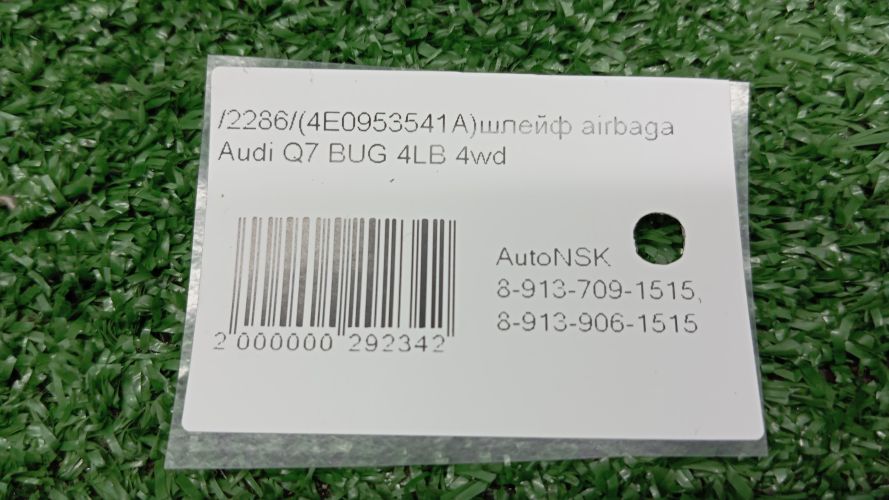 /2286/(4E0953541A)шлейф airbaga
Audi Q7 BUG 4LB 4wd
AutoNSK
8-913-709-1515,
8-913-906-1515
2 000000 292342